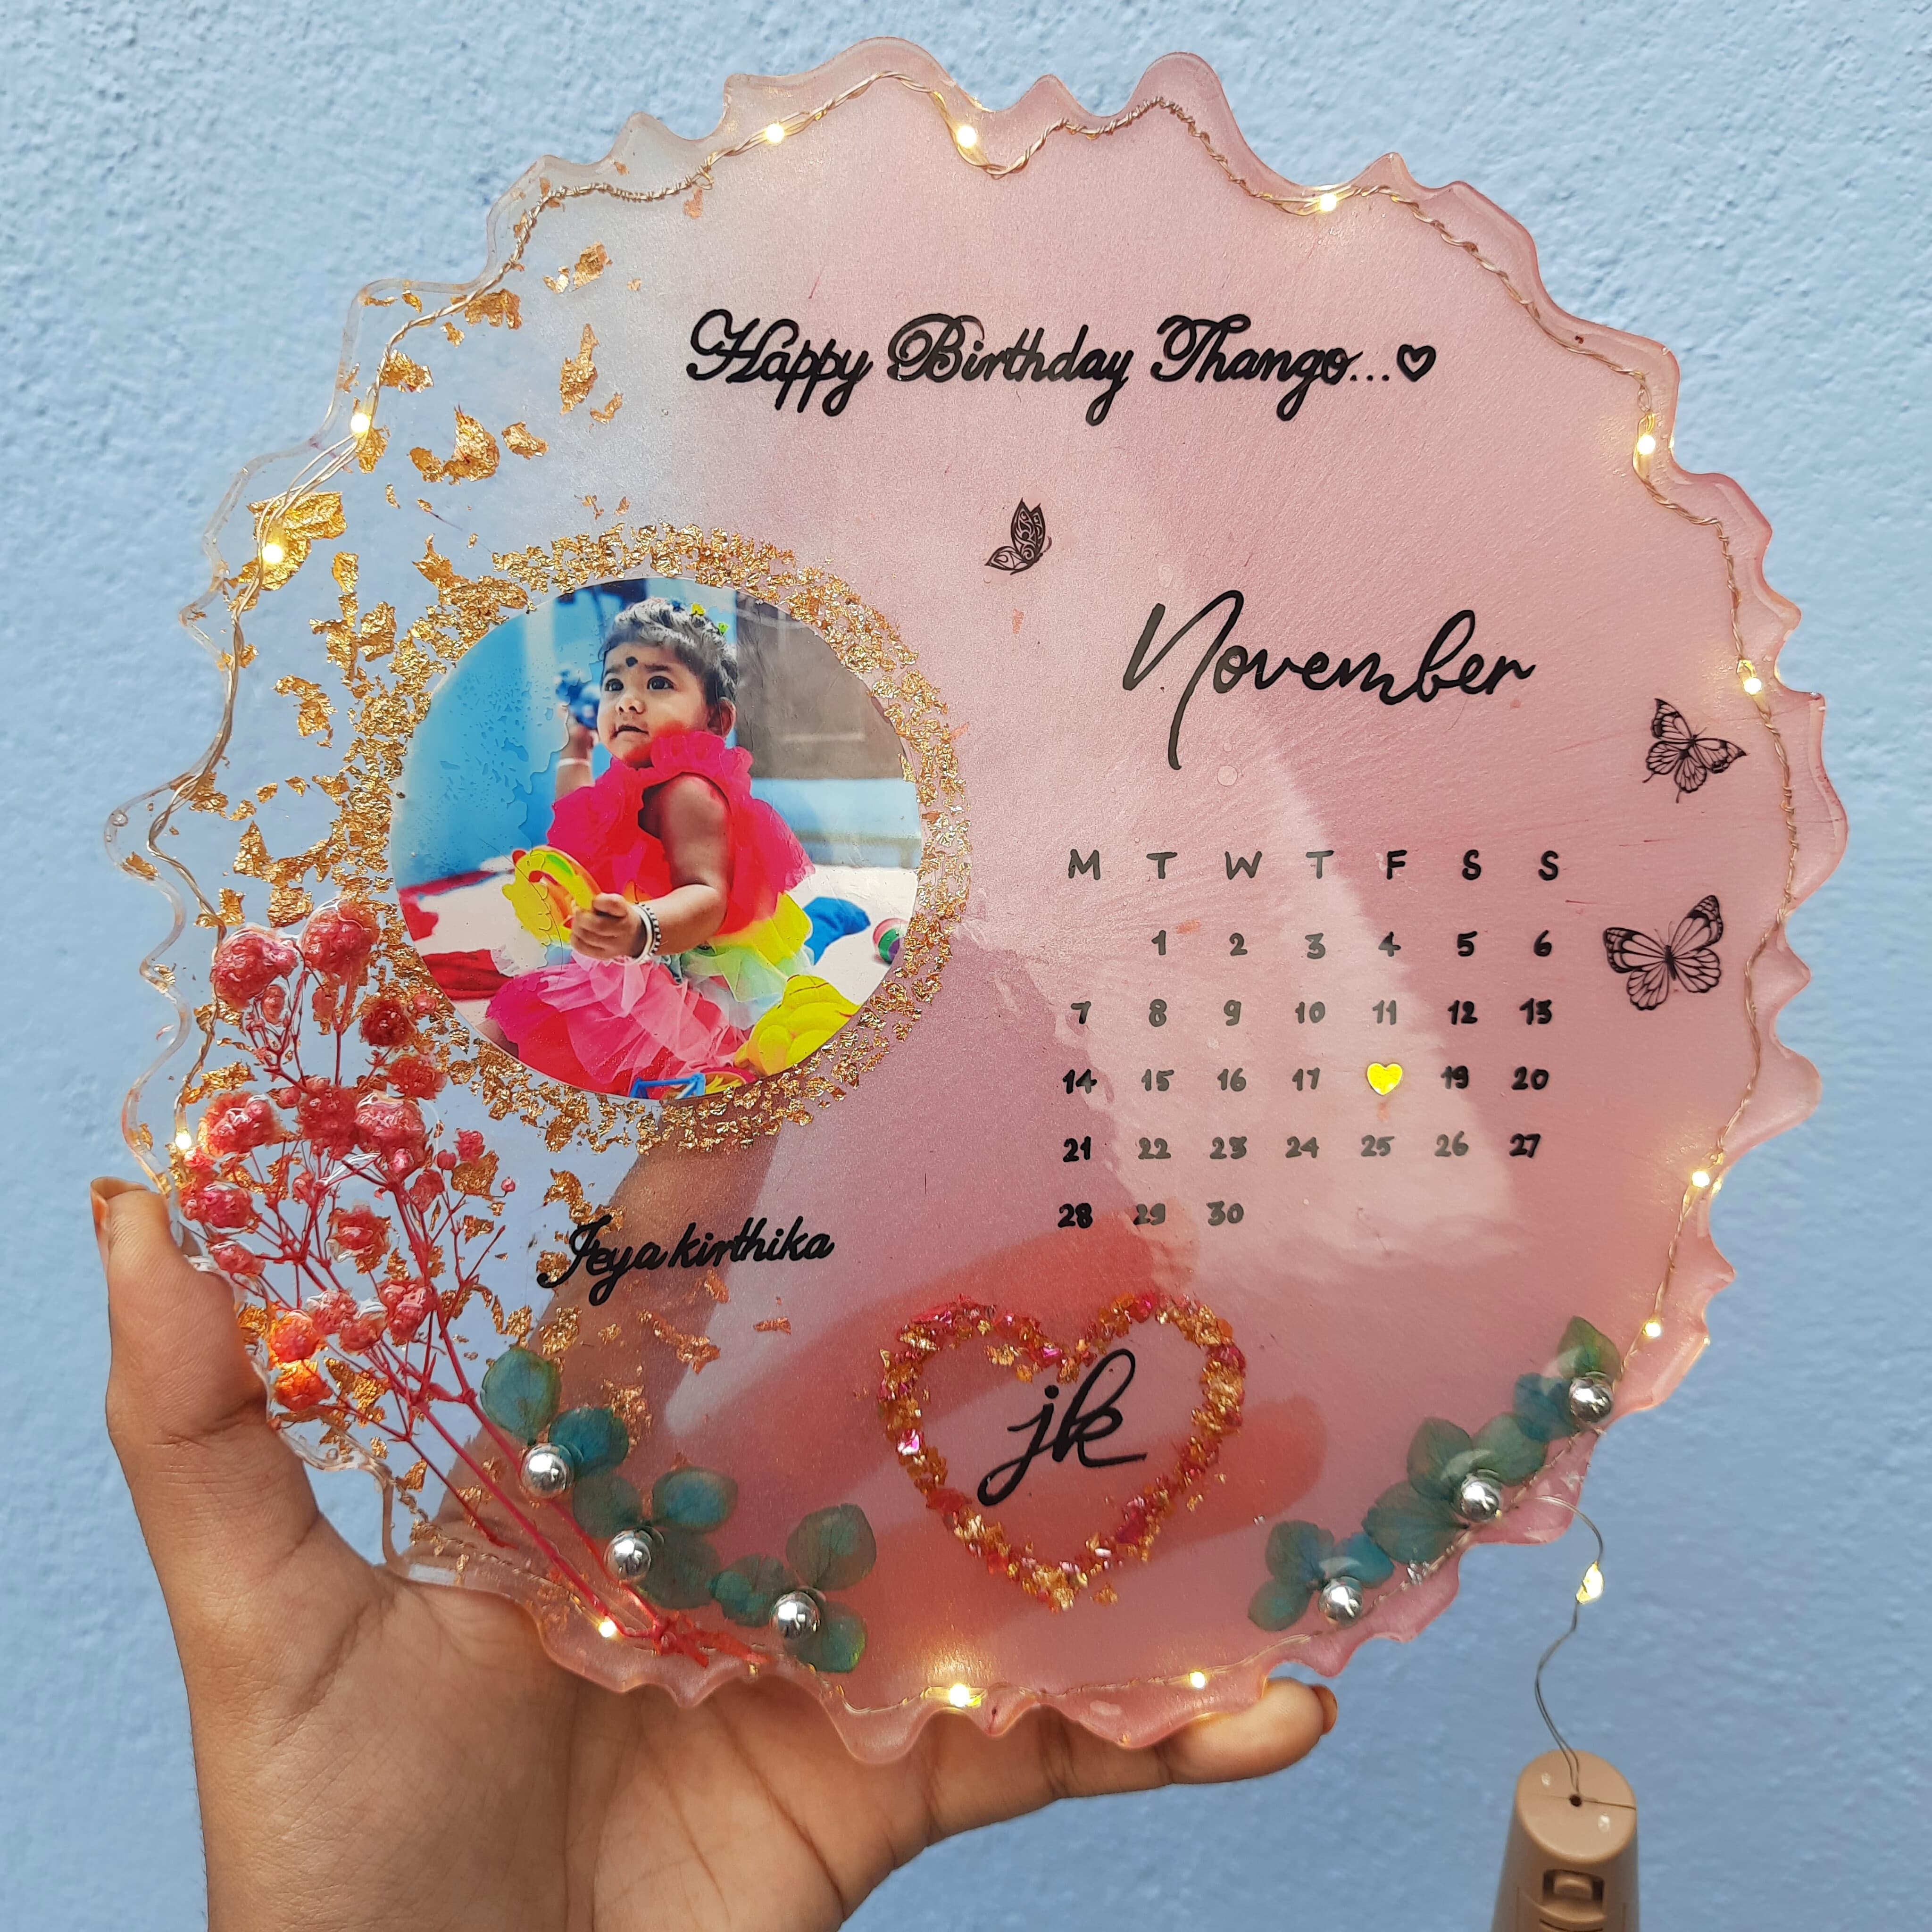 Happy Birthday Thango...♡
November
M T W T F S S
1 2 3 4 5 6
7 8 9 10 11 12 13
14 15 16 17 19 20
21 22 23 24 25 26 27
28 29 30
Jeya kirthika
jk